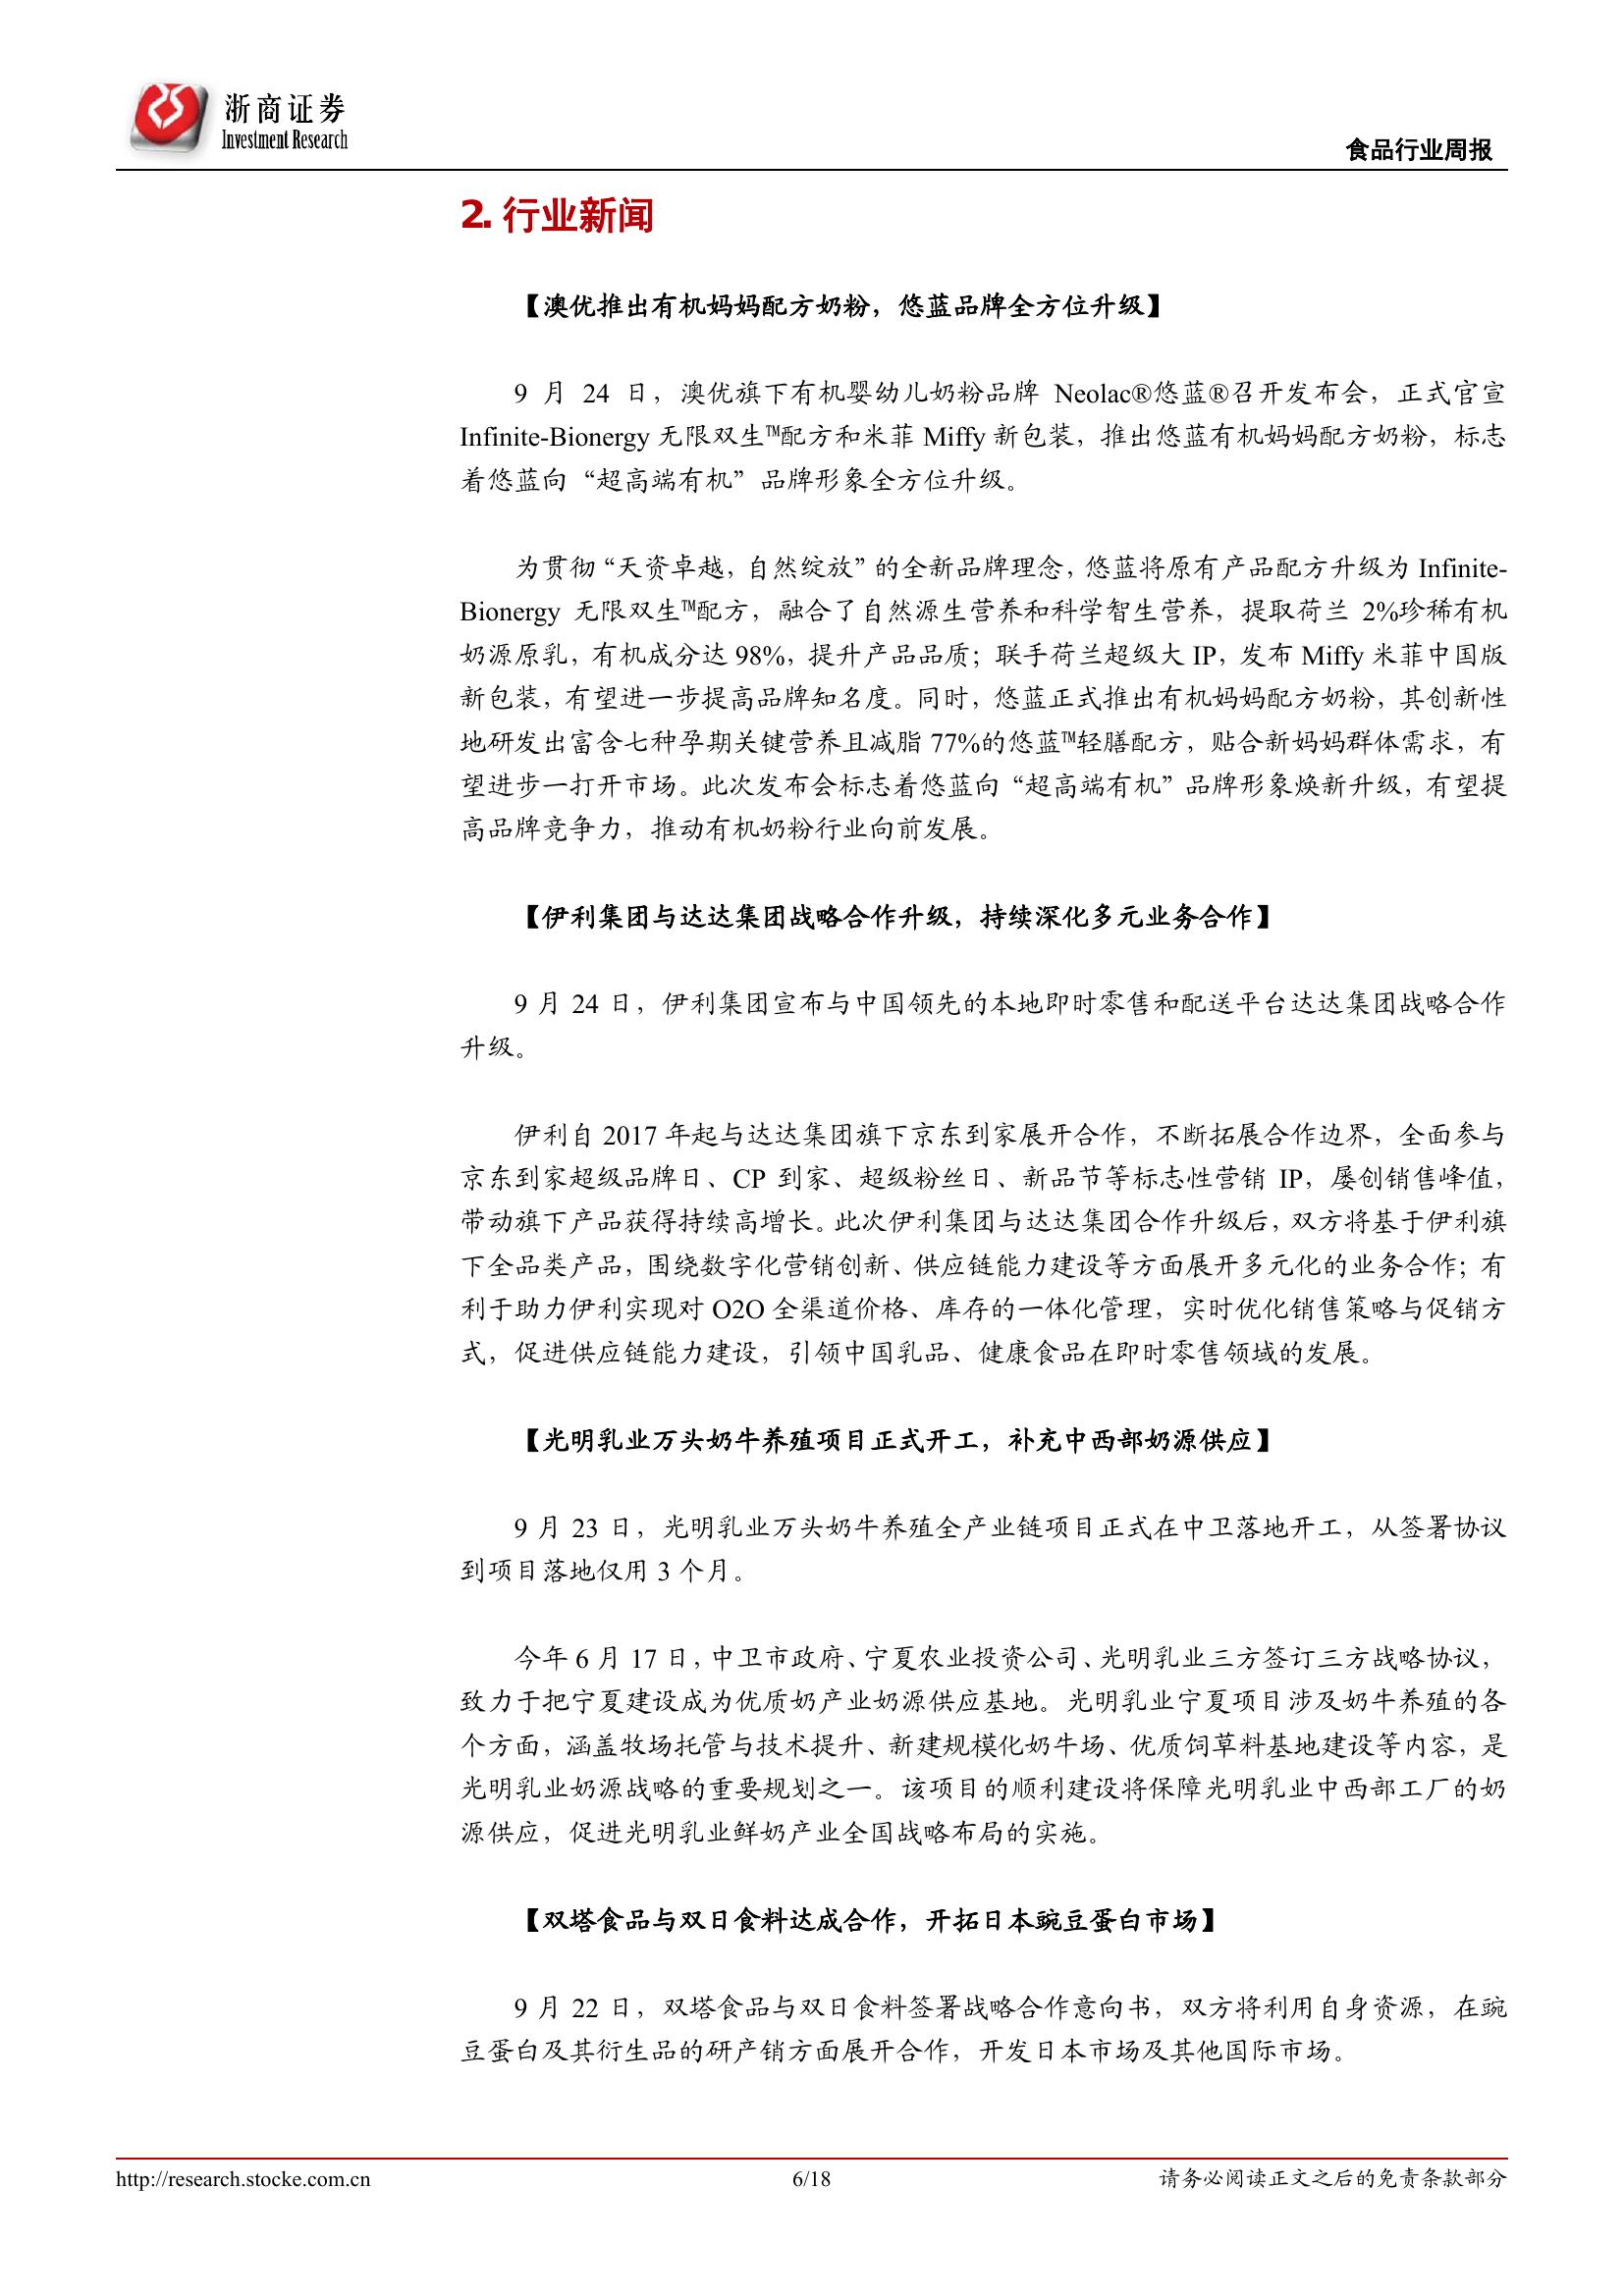 浙商证券
Investment Research
食品行业周报
2. 行业新闻
【澳优推出有机妈妈配方奶粉，悠蓝品牌全方位升级】
9 月 24 日，澳优旗下有机婴幼儿奶粉品牌 Neolac®悠蓝®召开发布会，正式官宣
Infinite-Bionergy 无限双生™配方和米菲 Miffy 新包装，推出悠蓝有机妈妈配方奶粉，标志
着悠蓝向“超高端有机”品牌形象全方位升级。
为贯彻“天资卓越，自然绽放”的全新品牌理念，悠蓝将原有产品配方升级为 Infinite-
Bionergy 无限双生™配方，融合了自然源生营养和科学智生营养，提取荷兰 2%珍稀有机
奶源原乳，有机成分达 98%，提升产品品质；联手荷兰超级大 IP，发布 Miffy 米菲中国版
新包装，有望进一步提高品牌知名度。同时，悠蓝正式推出有机妈妈配方奶粉，其创新性
地研发出富含七种孕期关键营养且减脂 77%的悠蓝™轻膳配方，贴合新妈妈群体需求，有
望进步一打开市场。此次发布会标志着悠蓝向“超高端有机”品牌形象焕新升级，有望提
高品牌竞争力，推动有机奶粉行业向前发展。
【伊利集团与达达集团战略合作升级，持续深化多元业务合作】
9 月 24 日，伊利集团宣布与中国领先的本地即时零售和配送平台达达集团战略合作
升级。
伊利自 2017 年起与达达集团旗下京东到家展开合作，不断拓展合作边界，全面参与
京东到家超级品牌日、CP 到家、超级粉丝日、新品节等标志性营销 IP，屡创销售峰值，
带动旗下产品获得持续高增长。此次伊利集团与达达集团合作升级后，双方将基于伊利旗
下全品类产品，围绕数字化营销创新、供应链能力建设等方面展开多元化的业务合作；有
利于助力伊利实现对 O2O 全渠道价格、库存的一体化管理，实时优化销售策略与促销方
式，促进供应链能力建设，引领中国乳品、健康食品在即时零售领域的发展。
【光明乳业万头奶牛养殖项目正式开工，补充中西部奶源供应】
9 月 23 日，光明乳业万头奶牛养殖全产业链项目正式在中卫落地开工，从签署协议
到项目落地仅用 3 个月。
今年 6 月 17 日，中卫市政府、宁夏农业投资公司、光明乳业三方签订三方战略协议，
致力于把宁夏建设成为优质奶产业奶源供应基地。光明乳业宁夏项目涉及奶牛养殖的各
个方面，涵盖牧场托管与技术提升、新建规模化奶牛场、优质饲草料基地建设等内容，是
光明乳业奶源战略的重要规划之一。该项目的顺利建设将保障光明乳业中西部工厂的奶
源供应，促进光明乳业鲜奶产业全国战略布局的实施。
【双塔食品与双日食料达成合作，开拓日本豌豆蛋白市场】
9 月 22 日，双塔食品与双日食料签署战略合作意向书，双方将利用自身资源，在豌
豆蛋白及其衍生品的研产销方面展开合作，开发日本市场及其他国际市场。
http://research.stocke.com.cn
6/18
请务必阅读正文之后的免责条款部分